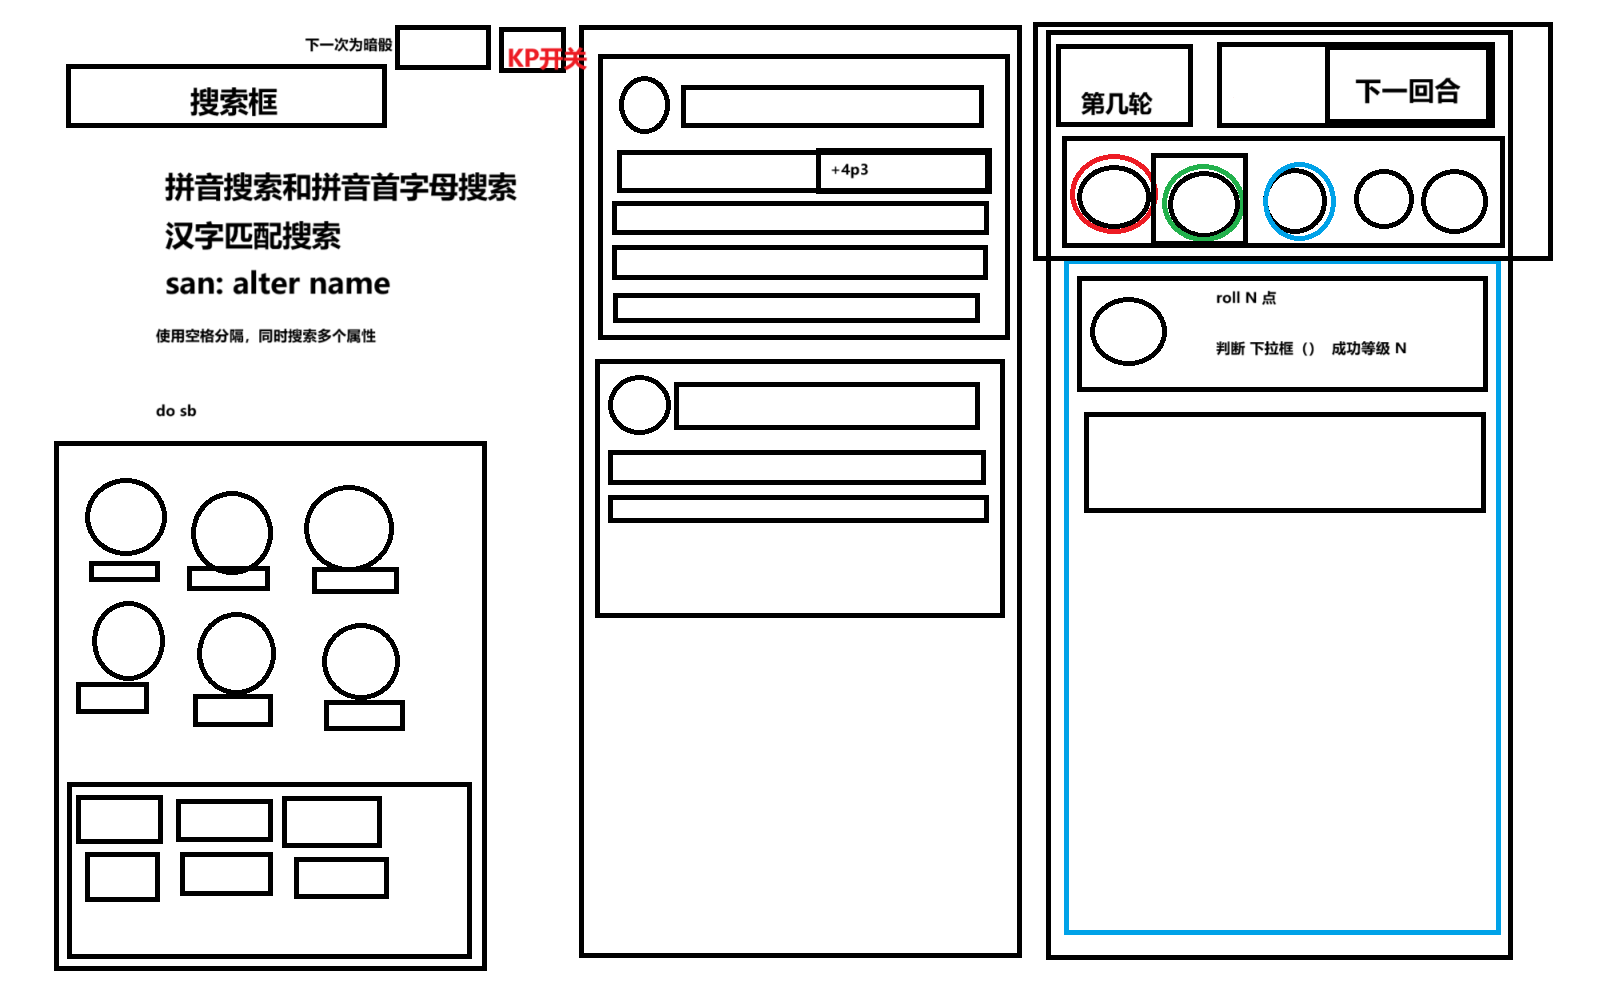 下一次为暗骰
KP开关
搜索框
拼音搜索和拼音首字母搜索
汉字匹配搜索
san: alter name
使用空格分隔，同时搜索多个属性
do sb
+4p3
第几轮
下一回合
roll N 点
判断 下拉框（） 成功等级 N